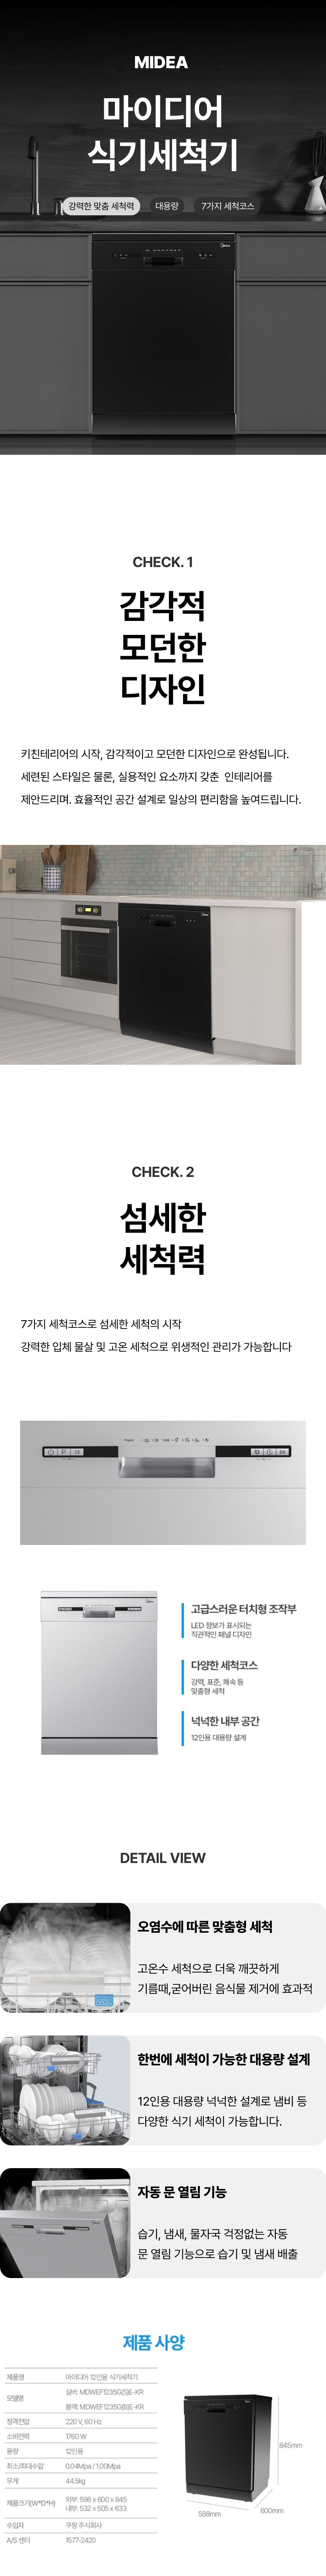 MIDEA
마이디어
식기세척기
강력한 맞춤 세척력 대용량 7가지 세척코스
Midea
CHECK. 1
감각적
모던한
디자인
키친테리어의 시작, 감각적이고 모던한 디자인으로 완성됩니다.
세련된 스타일은 물론, 실용적인 요소까지 갖춘 인테리어를
제안드리며. 효율적인 공간 설계로 일상의 편리함을 높여드립니다.
Midea
CHECK. 2
섬세한
세척력
7가지 세척코스로 섬세한 세척의 시작
강력한 입체 물살 및 고온 세척으로 위생적인 관리가 가능합니다
고급스러운 터치형 조작부
LED 정보가 표시되는
직관적인 패널 디자인
다양한 세척코스
강력, 표준, 쾌속 등
맞춤형 세척
넉넉한 내부 공간
12인용 대용량 설계
DETAIL VIEW
오염수에 따른 맞춤형 세척
고온수 세척으로 더욱 깨끗하게
기름때,굳어버린 음식물 제거에 효과적
한번에 세척이 가능한 대용량 설계
12인용 대용량 넉넉한 설계로 냄비 등
다양한 식기 세척이 가능합니다.
자동 문 열림 기능
습기, 냄새, 물자국 걱정없는 자동
문 열림 기능으로 습기 및 냄새 배출
제품 사양
제품명 마이디어 12인용 식기세척기
모델명 실버: MDWEF1235G(S)E-KR
블랙: MDWEF1235G(B)E-KR
정격전압 220 V, 60 Hz
소비전력 1760 W
용량 12인용
최소/최대수압 0.04Mpa / 1.00Mpa
무게 44.5kg
제품크기(W*D*H) 외부: 598 x 600 x 845
내부: 532 x 505 x 633
수입자 쿠팡 주식회사
A/S 센터 1577-2420
845mm
598mm
600mm